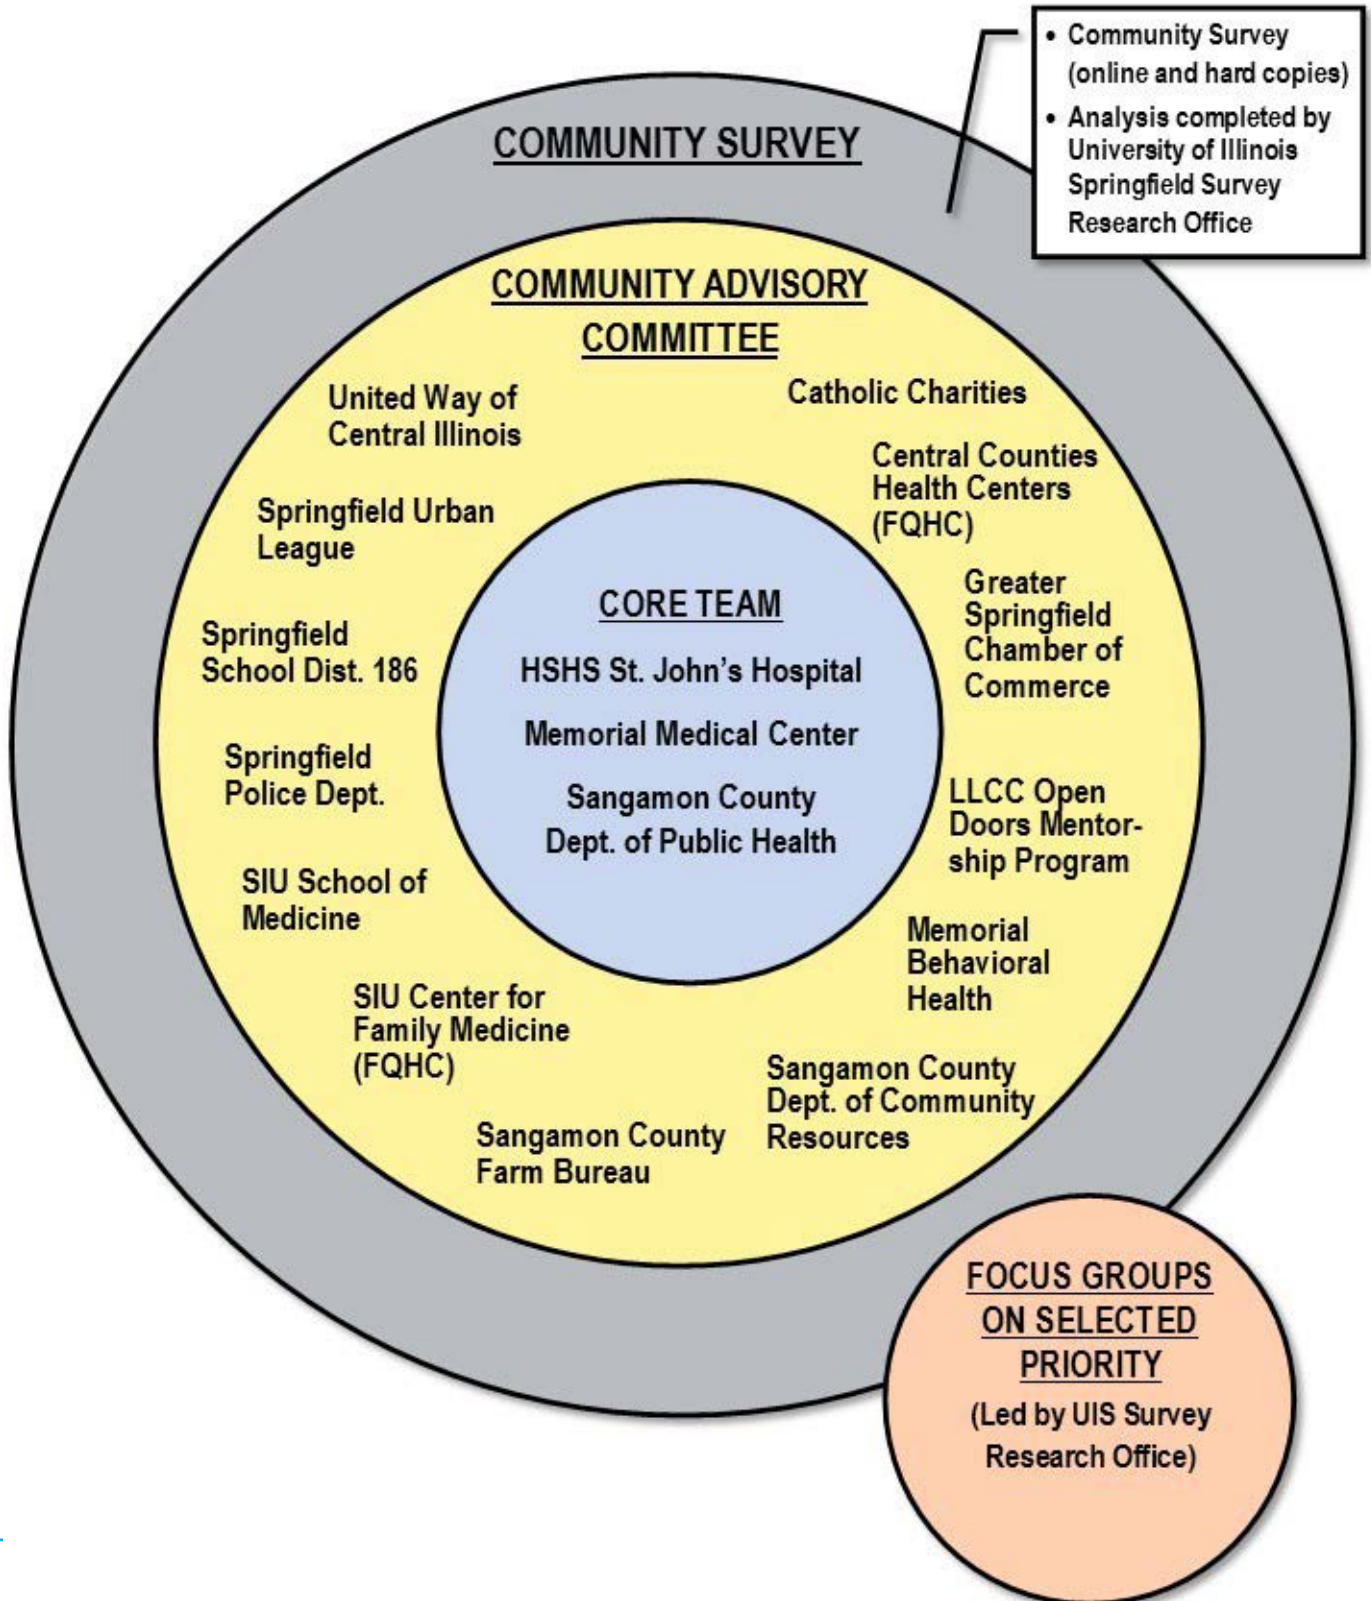 • Community Survey
(online and hard copies)
• Analysis completed by
University of Illinois
Springfield Survey
Research Office
COMMUNITY SURVEY
COMMUNITY ADVISORY
COMMITTEE
United Way of
Central Illinois
Springfield Urban
League
Springfield
School Dist. 186
Springfield
Police Dept.
SIU School of
Medicine
SIU Center for
Family Medicine
(FQHC)
Sangamon County
Farm Bureau
Catholic Charities
Central Counties
Health Centers
(FQHC)
Greater
Springfield
Chamber of
Commerce
LLCC Open
Doors Mentor-
ship Program
Memorial
Behavioral
Health
Sangamon County
Dept. of Community
Resources
CORE TEAM
HSHS St. John’s Hospital
Memorial Medical Center
Sangamon County
Dept. of Public Health
FOCUS GROUPS
ON SELECTED
PRIORITY
(Led by UIS Survey
Research Office)